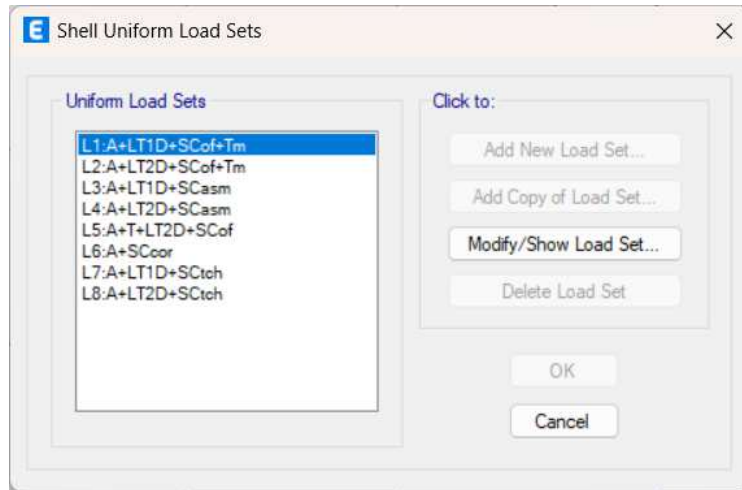 E Shell Uniform Load Sets
Uniform Load Sets
L1:A+LT1D+SCof+Tm
L2:A+LT2D+SCof+Tm
L3:A+LT1D+SCasm
L4:A+LT2D+SCasm
L5:A+T+LT2D+SCof
L6:A+SCcor
L7:A+LT1D+SCtch
L8:A+LT2D+SCtch
Click to:
Add New Load Set...
Add Copy of Load Set...
Modify/Show Load Set...
Delete Load Set
OK
Cancel